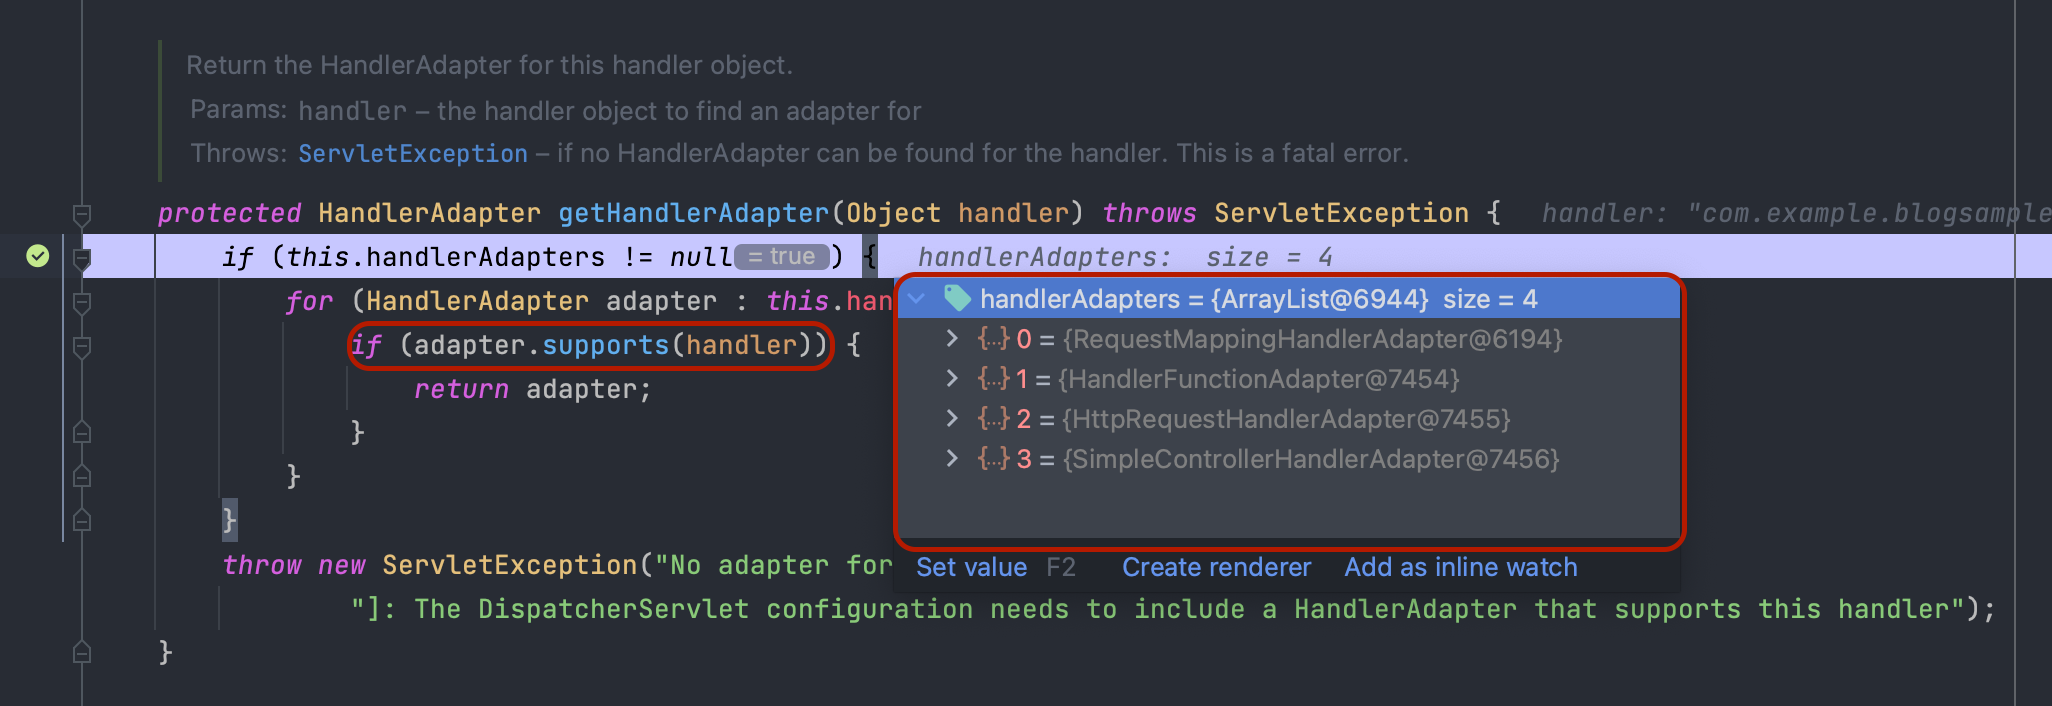 Return the HandlerAdapter for this handler object.
Params: handler – the handler object to find an adapter for
Throws: ServletException – if no HandlerAdapter can be found for the handler. This is a fatal error.
protected HandlerAdapter getHandlerAdapter(Object handler) throws ServletException { handler: "com.example.blogsample
if (this.handlerAdapters != null = true ) { handlerAdapters: size = 4
for (HandlerAdapter adapter : this.han
handlerAdapters = {ArrayList@6944} size = 4
{...} 0 = {RequestMappingHandlerAdapter@6194}
if (adapter.supports(handler)) {
{...} 1 = {HandlerFunctionAdapter@7454}
return adapter;
{...} 2 = {HttpRequestHandlerAdapter@7455}
}
{...} 3 = {SimpleControllerHandlerAdapter@7456}
}
}
throw new ServletException("No adapter for
Set value F2 Create renderer Add as inline watch
"]: The DispatcherServlet configuration needs to include a HandlerAdapter that supports this handler");
}